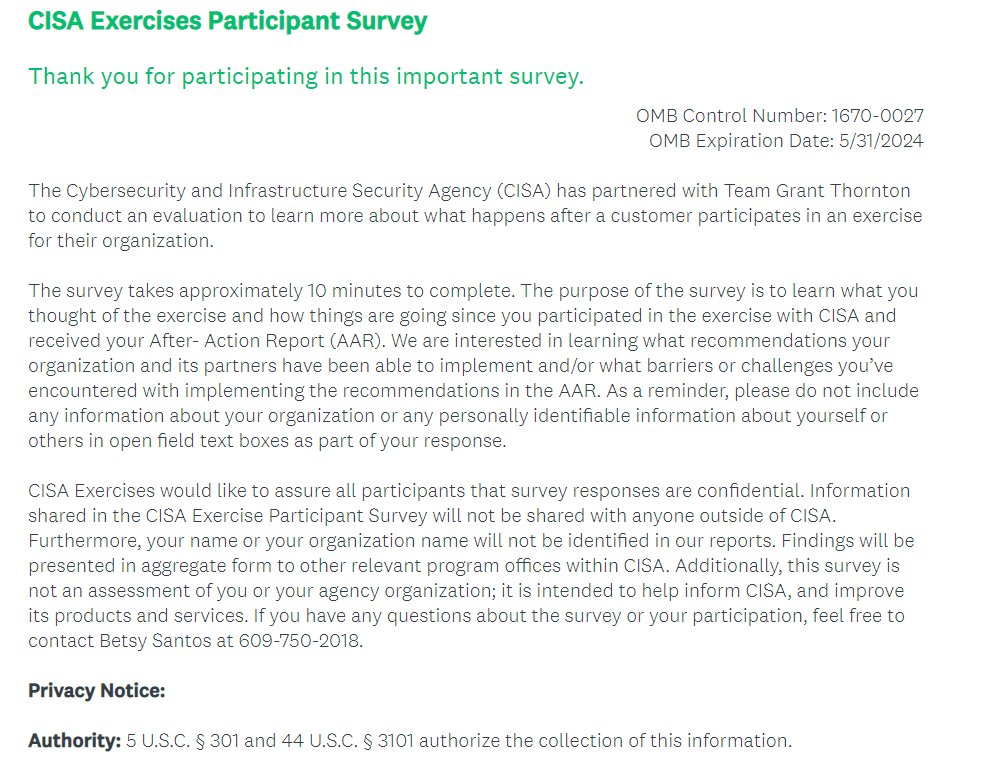 CISA Exercises Participant Survey
Thank you for participating in this important survey.
OMB Control Number: 1670-0027
OMB Expiration Date: 5/31/2024
The Cybersecurity and Infrastructure Security Agency (CISA) has partnered with Team Grant Thornton
to conduct an evaluation to learn more about what happens after a customer participates in an exercise
for their organization.
The survey takes approximately 10 minutes to complete. The purpose of the survey is to learn what you
thought of the exercise and how things are going since you participated in the exercise with CISA and
received your After- Action Report (AAR). We are interested in learning what recommendations your
organization and its partners have been able to implement and/or what barriers or challenges you’ve
encountered with implementing the recommendations in the AAR. As a reminder, please do not include
any information about your organization or any personally identifiable information about yourself or
others in open field text boxes as part of your response.
CISA Exercises would like to assure all participants that survey responses are confidential. Information
shared in the CISA Exercise Participant Survey will not be shared with anyone outside of CISA.
Furthermore, your name or your organization name will not be identified in our reports. Findings will be
presented in aggregate form to other relevant program offices within CISA. Additionally, this survey is
not an assessment of you or your agency organization; it is intended to help inform CISA, and improve
its products and services. If you have any questions about the survey or your participation, feel free to
contact Betsy Santos at 609-750-2018.
Privacy Notice:
Authority: 5 U.S.C. § 301 and 44 U.S.C. § 3101 authorize the collection of this information.